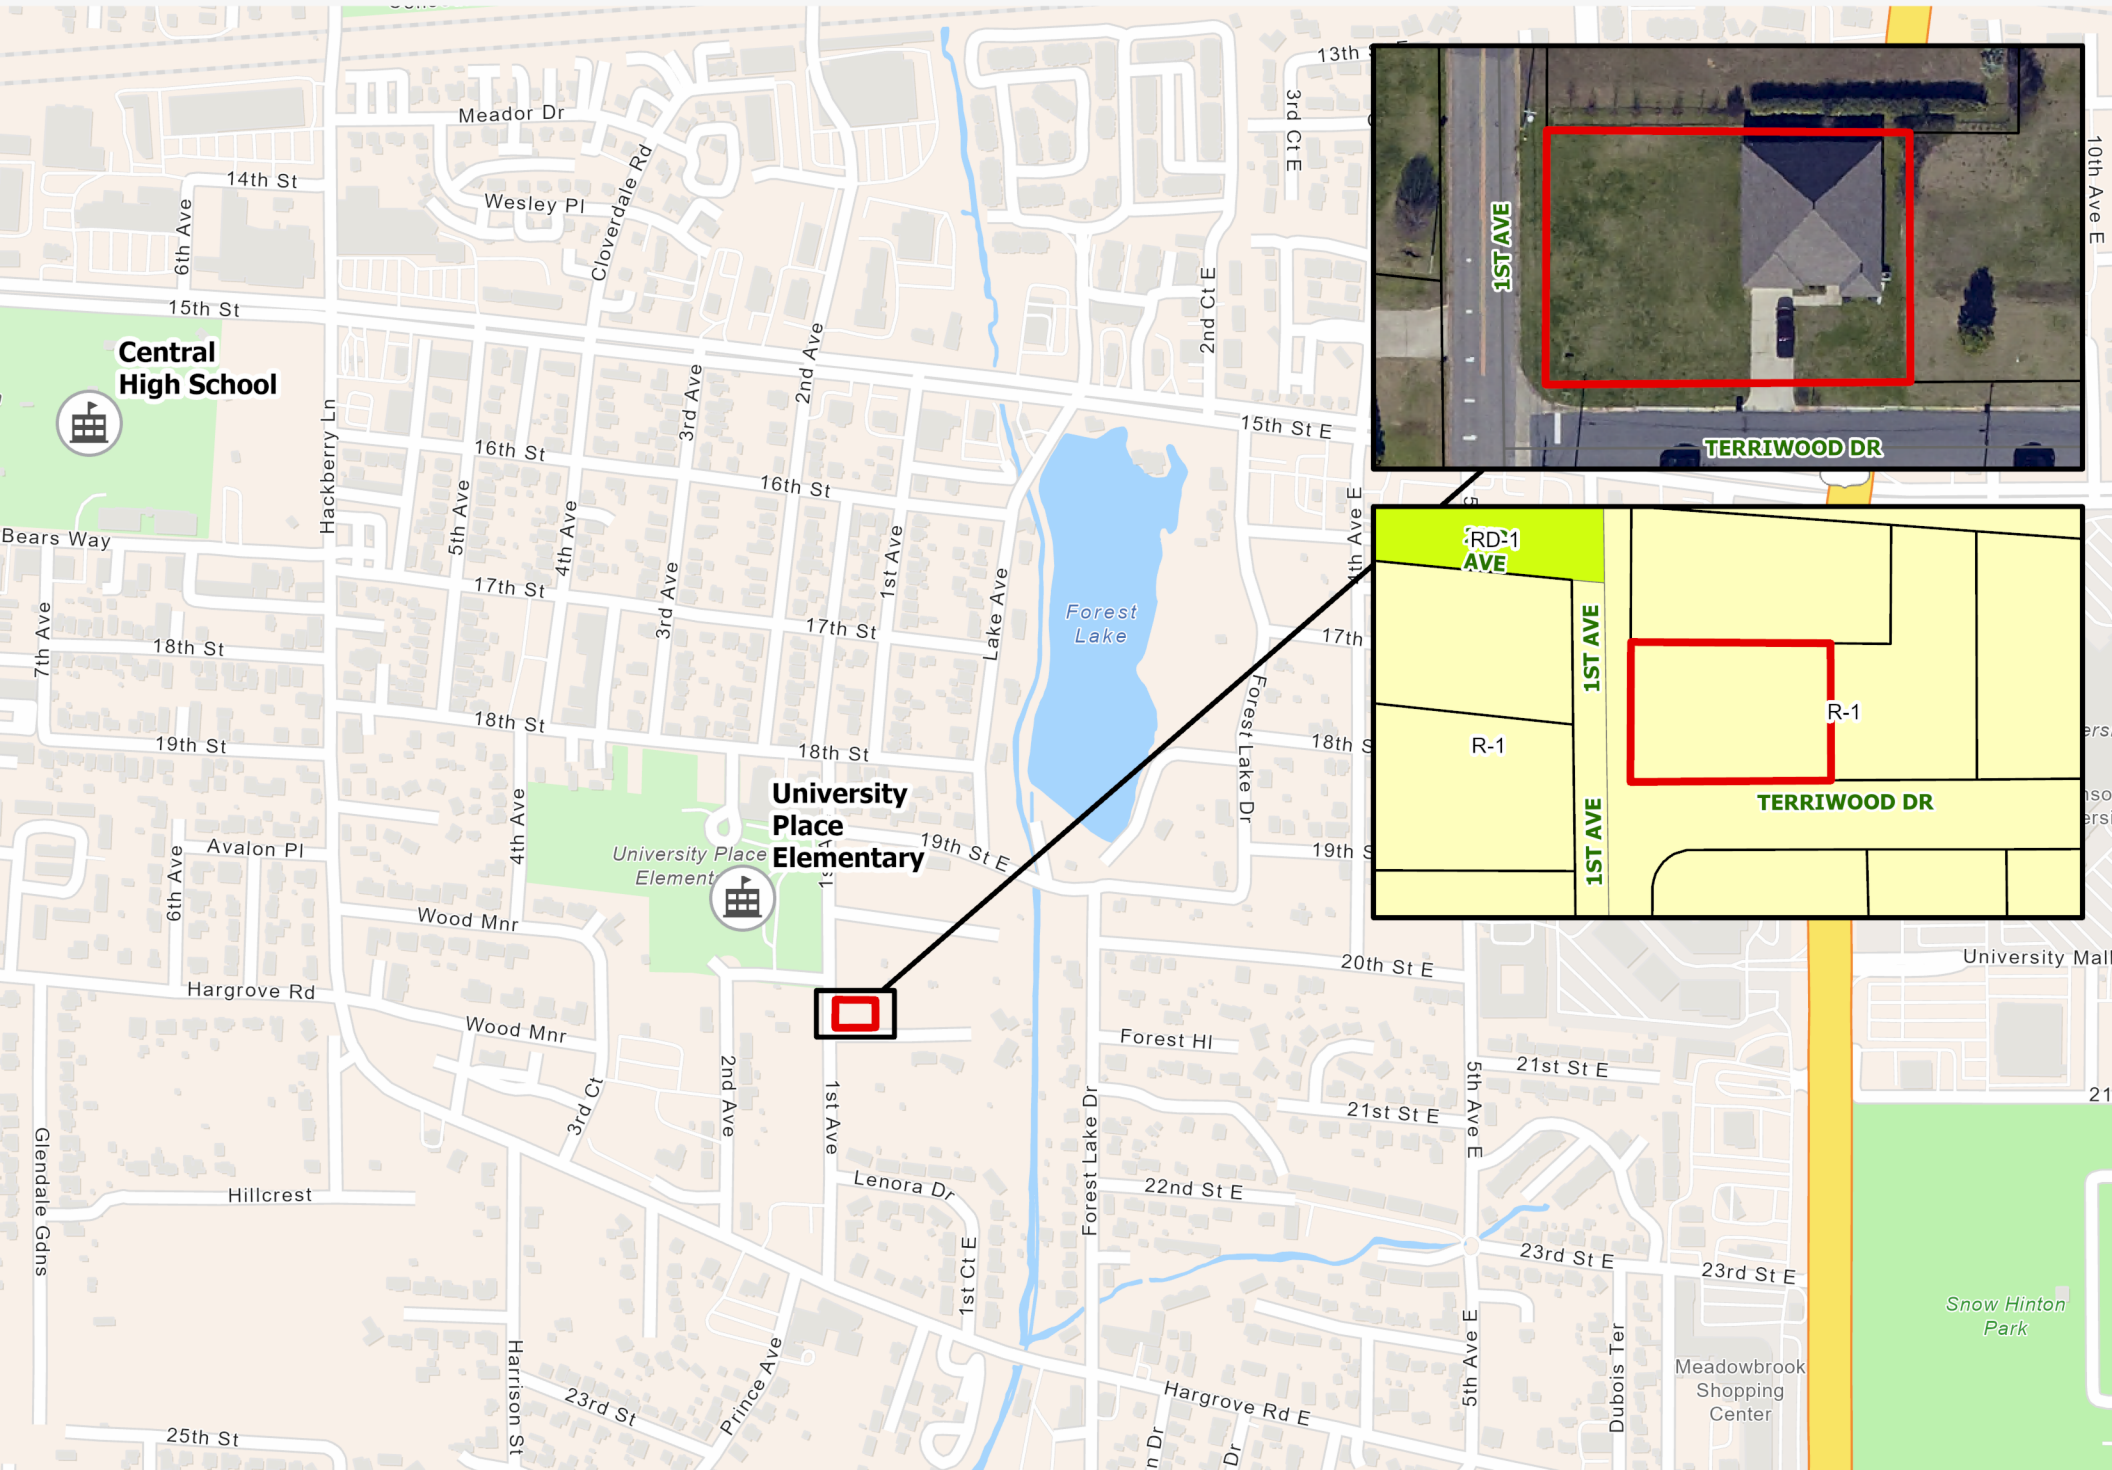 13th
Meador Dr
3rd Ct E
10th Ave E
14th St
Wesley Pl
Cloverdale Rd
6th Ave
1ST AVE
15th St
2nd Ct E
Central
High School
2nd Ave
3rd Ave
Hackberry Ln
15th St E
TERRIWOOD DR
16th St
16th St
5th Ave
4th Ave
1st Ave
4th Ave E
Bears Way
RD-1
AVE
17th St
3rd Ave
Lake Ave
Forest
Lake
7th Ave
17th St
17th
1ST AVE
18th St
Forest Lake Dr
18th St
R-1
19th St
18th St
18th S
R-1
University
Place
Elementary
TERRIWOOD DR
4th Ave
1ST AVE
Avalon Pl
19th St E
19th S
University Place
Element
6th Ave
Wood Mnr
20th St E
University Mall
Hargrove Rd
Wood Mnr
Forest Hl
21st St E
2nd Ave
1st Ave
3rd Ct
5th Ave E
21st St E
21
Forest Lake Dr
Glendale Gdns
Hillcrest
Lenora Dr
22nd St E
1st Ct E
23rd St E
23rd St E
Snow Hinton
Park
Harrison St
Prince Ave
5th Ave E
Dubois Ter
Meadowbrook
Shopping
Center
23rd St
Hargrove Rd E
25th St
n Dr
Dr